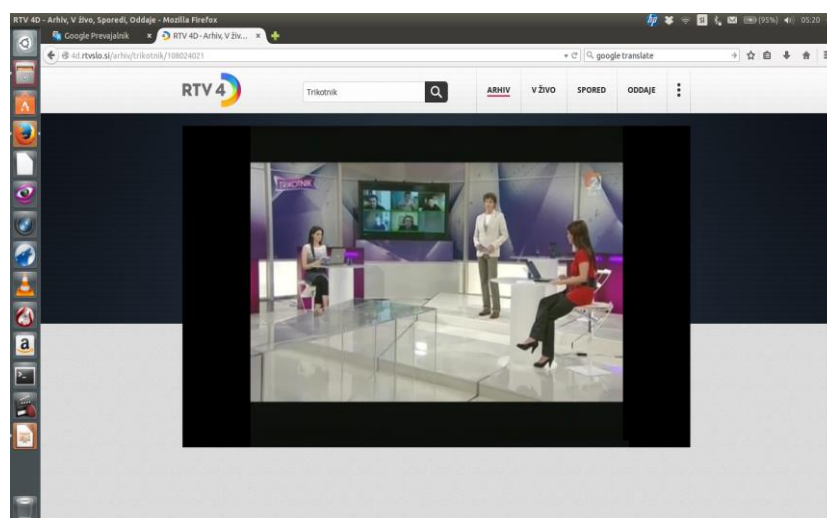 RTV 4D - Arhiv, V živo, Sporedi, Oddaje - Mozilla Firefox
(95%) 05:20
Google Prevajalnik
RTV 4D - Arhiv, V živ...
4d.rtvslo.si/arhiv/trikotnik/108024021
google translate
RTV 4
Trikotnik
ARHIV
V ŽIVO
SPORED
ODDAJE
TRIKOTNIK
2